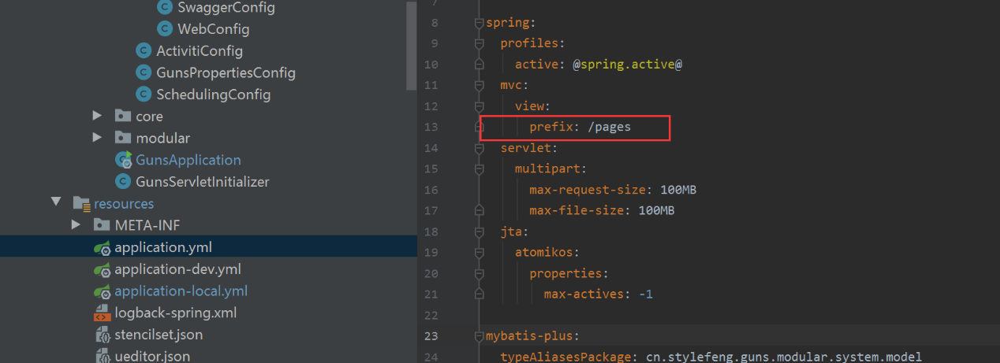 SwaggerConfig
WebConfig
ActivitiConfig
GunsPropertiesConfig
SchedulingConfig
core
modular
GunsApplication
GunsServletInitializer
resources
META-INF
application.yml
application-dev.yml
application-local.yml
logback-spring.xml
stencilset.json
ueditor.json
7
8 spring:
9 profiles:
10 active: @spring.active@
11 mvc:
12 view:
13 prefix: /pages
14 servlet:
15 multipart:
16 max-request-size: 100MB
17 max-file-size: 100MB
18 jta:
19 atomikos:
20 properties:
21 max-actives: -1
22
23 mybatis-plus:
24 typeAliasesPackage: cn.stylefeng.guns.modular.system.model